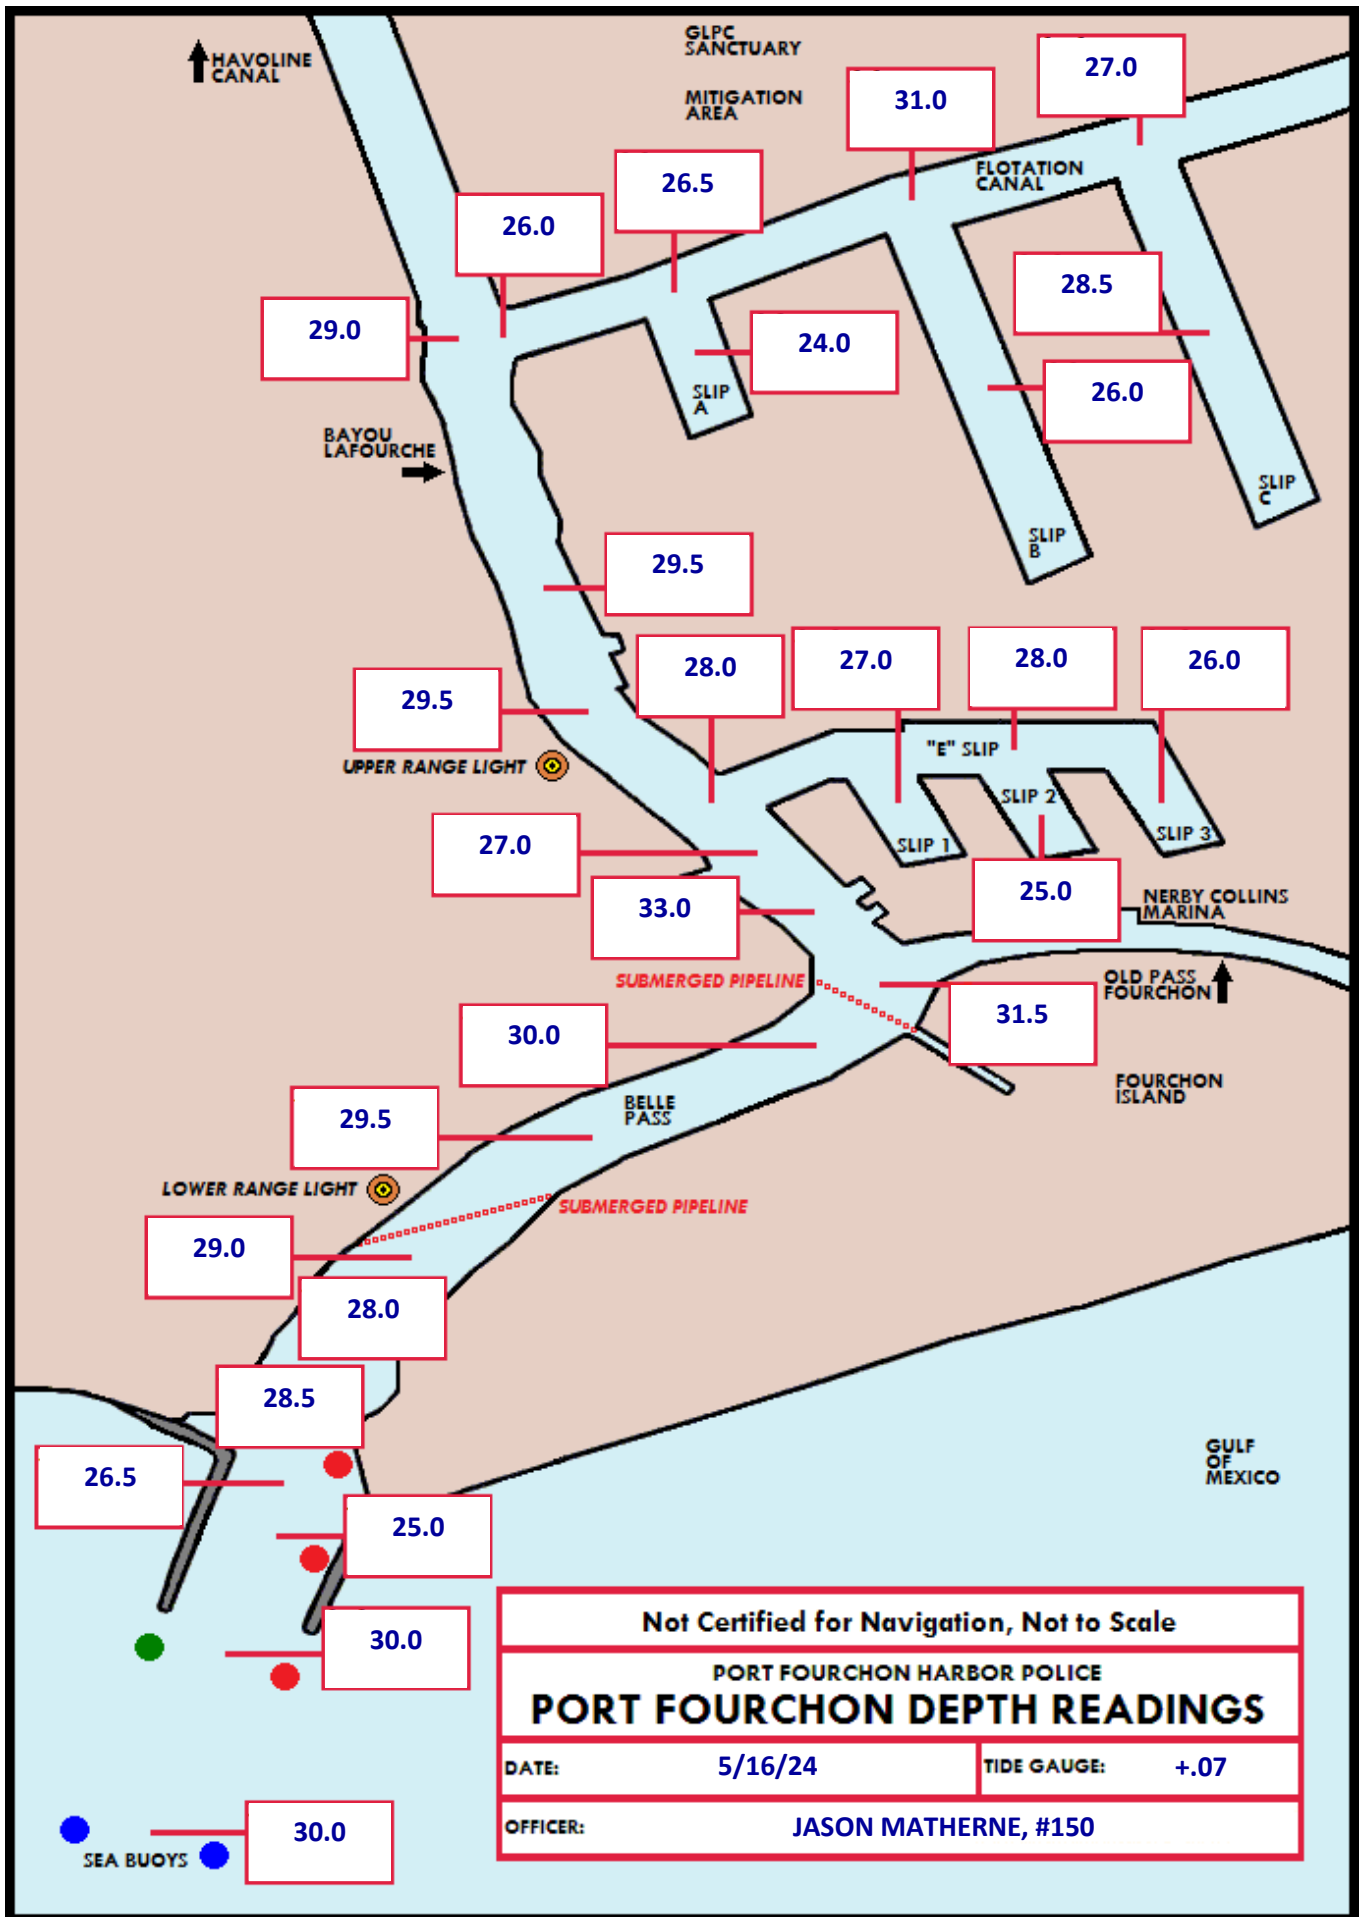 HAVOLINE
CANAL
GLPC
SANCTUARY
MITIGATION
AREA
27.0
31.0
FLOTATION
CANAL
26.5
26.0
28.5
29.0
24.0
26.0
SLIP
A
BAYOU
LAFOURCHE
SLIP
C
SLIP
B
29.5
28.0
27.0
28.0
26.0
29.5
"E" SLIP
UPPER RANGE LIGHT
SLIP 2
SLIP 1
SLIP 3
27.0
25.0
33.0
NERBY COLLINS
MARINA
SUBMERGED PIPELINE
OLD PASS
FOURCHON
31.5
30.0
FOURCHON
ISLAND
BELLE
PASS
29.5
LOWER RANGE LIGHT
SUBMERGED PIPELINE
29.0
28.0
28.5
GULF
OF
MEXICO
26.5
25.0
30.0
Not Certified for Navigation, Not to Scale
PORT FOURCHON HARBOR POLICE
PORT FOURCHON DEPTH READINGS
DATE: 5/16/24 TIDE GAUGE: +.07
OFFICER: JASON MATHERNE, #150
30.0
SEA BUOYS